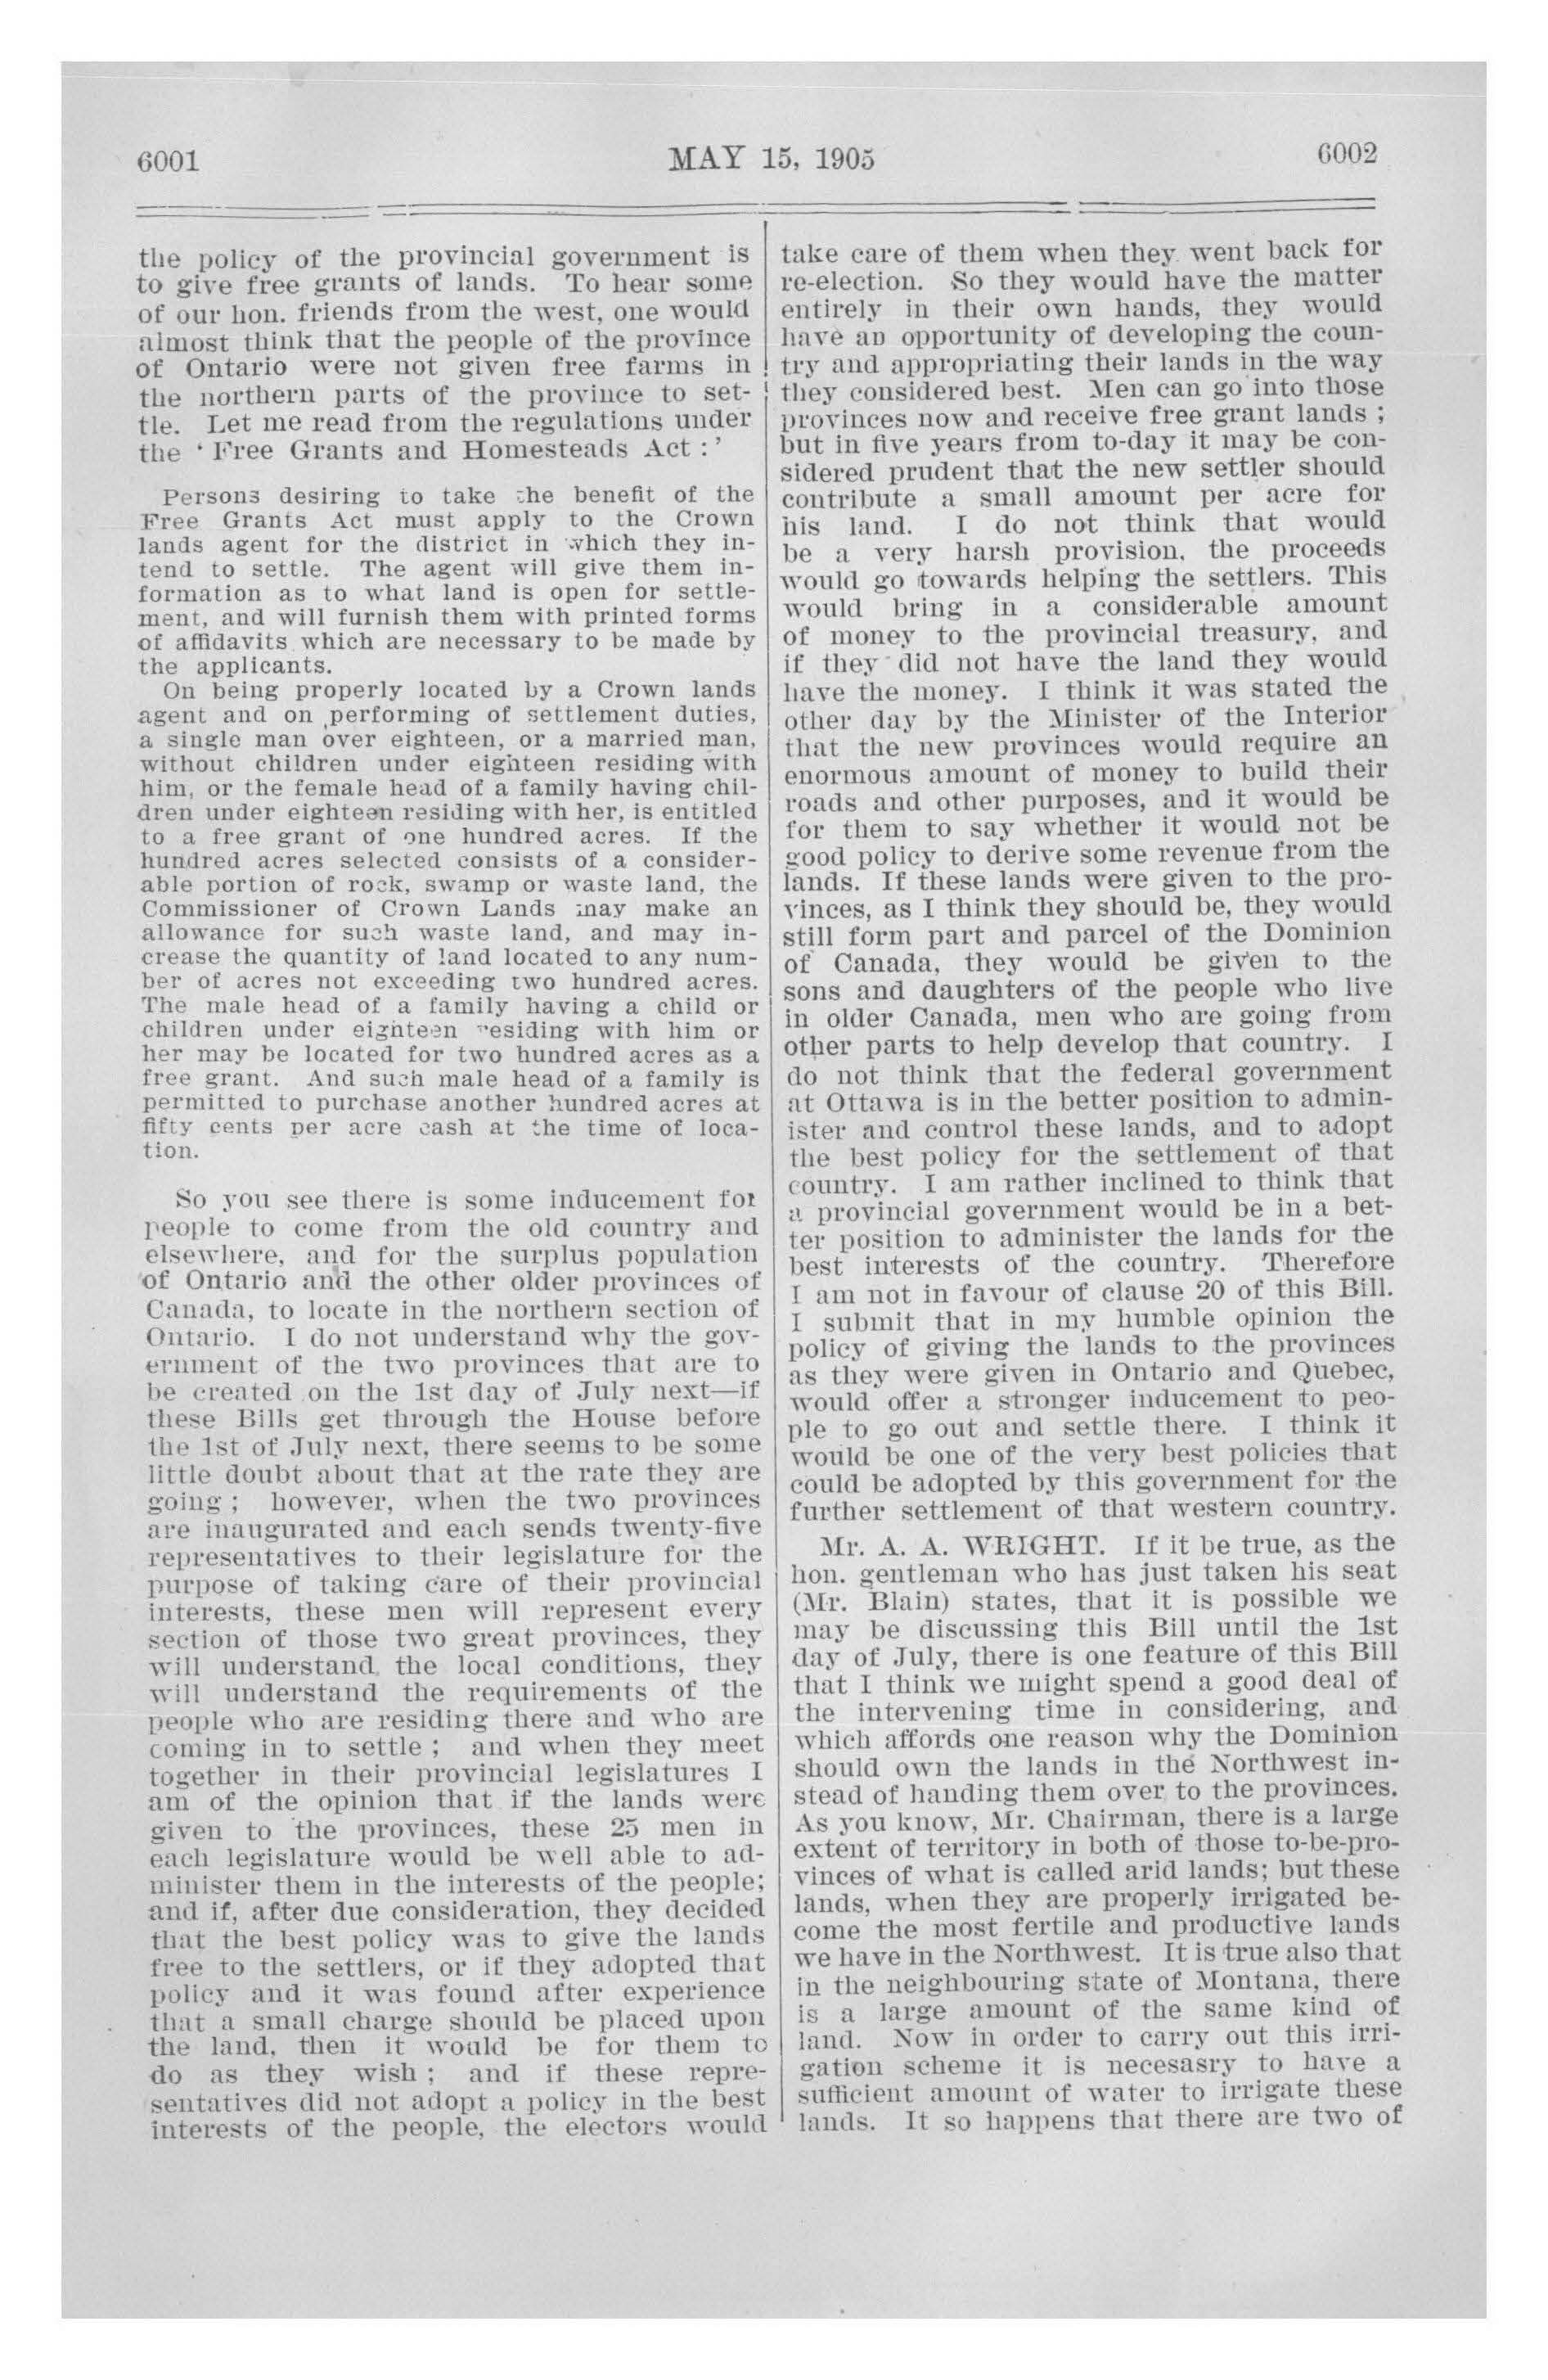 6001
MAY 15, 1905
6002
the policy of the provincial government is
to give free grants of lands. To hear some
of our hon. friends from the west, one would
almost think that the people of the province
of Ontario were not given free farms in
the northern parts of the province to set-
tle. Let me read from the regulations under
the ' Free Grants and Homesteads Act : '
Persons desiring to take the benefit of the
Free Grants Act must apply to the Crown
lands agent for the district in which they in-
tend to settle. The agent will give them in-
formation as to what land is open for settle-
ment, and will furnish them with printed forms
of affidavits which are necessary to be made by
the applicants.
On being properly located by a Crown lands
agent and on performing of settlement duties,
a single man over eighteen, or a married man,
without children under eighteen residing with
him, or the female head of a family having chil-
dren under eighteen residing with her, is entitled
to a free grant of one hundred acres. If the
hundred acres selected consists of a consider-
able portion of rock, swamp or waste land, the
Commissioner of Crown Lands may make an
allowance for such waste land, and may in-
crease the quantity of land located to any num-
ber of acres not exceeding two hundred acres.
The male head of a family having a child or
children under eighteen residing with him or
her may be located for two hundred acres as a
free grant. And such male head of a family is
permitted to purchase another hundred acres at
fifty cents per acre cash at the time of loca-
tion.
So you see there is some inducement for
people to come from the old country and
elsewhere, and for the surplus population
of Ontario and the other older provinces of
Canada, to locate in the northern section of
Ontario. I do not understand why the gov-
ernment of the two provinces that are to
be created on the 1st day of July next—if
these Bills get through the House before
the 1st of July next, there seems to be some
little doubt about that at the rate they are
going ; however, when the two provinces
are inaugurated and each sends twenty-five
representatives to their legislature for the
purpose of taking care of their provincial
interests, these men will represent every
section of those two great provinces, they
will understand the local conditions, they
will understand the requirements of the
people who are residing there and who are
coming in to settle ; and when they meet
together in their provincial legislatures I
am of the opinion that if the lands were
given to the provinces, these 25 men in
each legislature would be well able to ad-
minister them in the interests of the people;
and if, after due consideration, they decided
that the best policy was to give the lands
free to the settlers, or if they adopted that
policy and it was found after experience
that a small charge should be placed upon
the land, then it would be for them to
do as they wish ; and if these repre-
sentatives did not adopt a policy in the best
interests of the people, the electors would
take care of them when they went back for
re-election. So they would have the matter
entirely in their own hands, they would
have an opportunity of developing the coun-
try and appropriating their lands in the way
they considered best. Men can go into those
provinces now and receive free grant lands ;
but in five years from to-day it may be con-
sidered prudent that the new settler should
contribute a small amount per acre for
his land. I do not think that would
be a very harsh provision, the proceeds
would go towards helping the settlers. This
would bring in a considerable amount
of money to the provincial treasury, and
if they did not have the land they would
have the money. I think it was stated the
other day by the Minister of the Interior
that the new provinces would require an
enormous amount of money to build their
roads and other purposes, and it would be
for them to say whether it would not be
good policy to derive some revenue from the
lands. If these lands were given to the pro-
vinces, as I think they should be, they would
still form part and parcel of the Dominion
of Canada, they would be given to the
sons and daughters of the people who live
in older Canada, men who are going from
other parts to help develop that country. I
do not think that the federal government
at Ottawa is in the better position to admin-
ister and control these lands, and to adopt
the best policy for the settlement of that
country. I am rather inclined to think that
a provincial government would be in a bet-
ter position to administer the lands for the
best interests of the country. Therefore
I am not in favour of clause 20 of this Bill.
I submit that in my humble opinion the
policy of giving the lands to the provinces
as they were given in Ontario and Quebec,
would offer a stronger inducement to peo-
ple to go out and settle there. I think it
would be one of the very best policies that
could be adopted by this government for the
further settlement of that western country.
Mr. A. A. WRIGHT. If it be true, as the
hon. gentleman who has just taken his seat
(Mr. Blain) states, that it is possible we
may be discussing this Bill until the 1st
day of July, there is one feature of this Bill
that I think we might spend a good deal of
the intervening time in considering, and
which affords one reason why the Dominion
should own the lands in the Northwest in-
stead of handing them over to the provinces.
As you know, Mr. Chairman, there is a large
extent of territory in both of those to-be-pro-
vinces of what is called arid lands; but these
lands, when they are properly irrigated be-
come the most fertile and productive lands
we have in the Northwest. It is true also that
in the neighbouring state of Montana, there
is a large amount of the same kind of
land. Now in order to carry out this irri-
gation scheme it is necesasry to have a
sufficient amount of water to irrigate these
lands. It so happens that there are two of